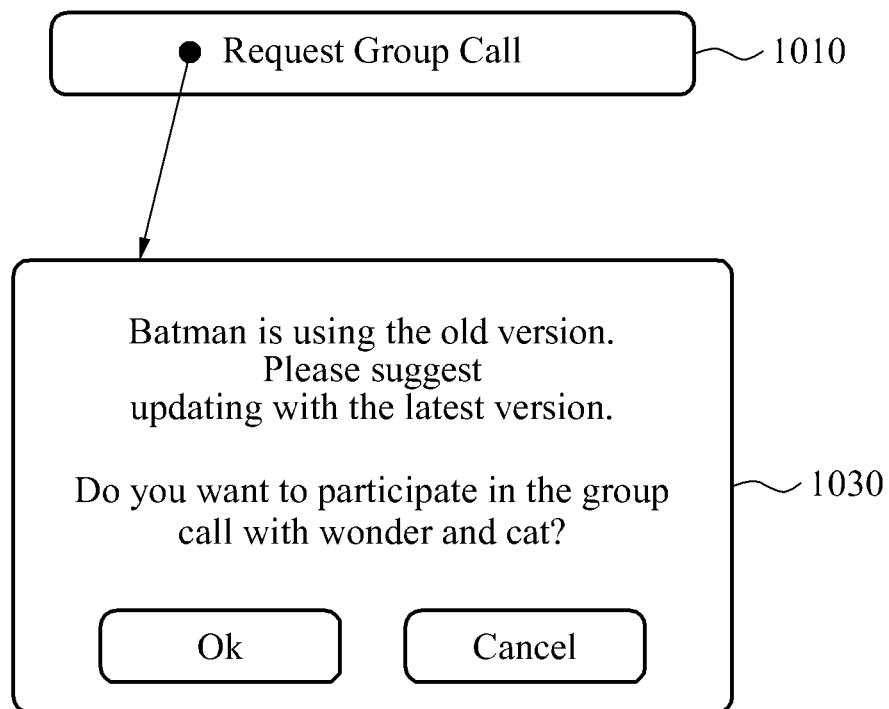 Request Group Call
1010
Batman is using the old version.
Please suggest
updating with the latest version.
Do you want to participate in the group
call with wonder and cat?
1030
Ok
Cancel